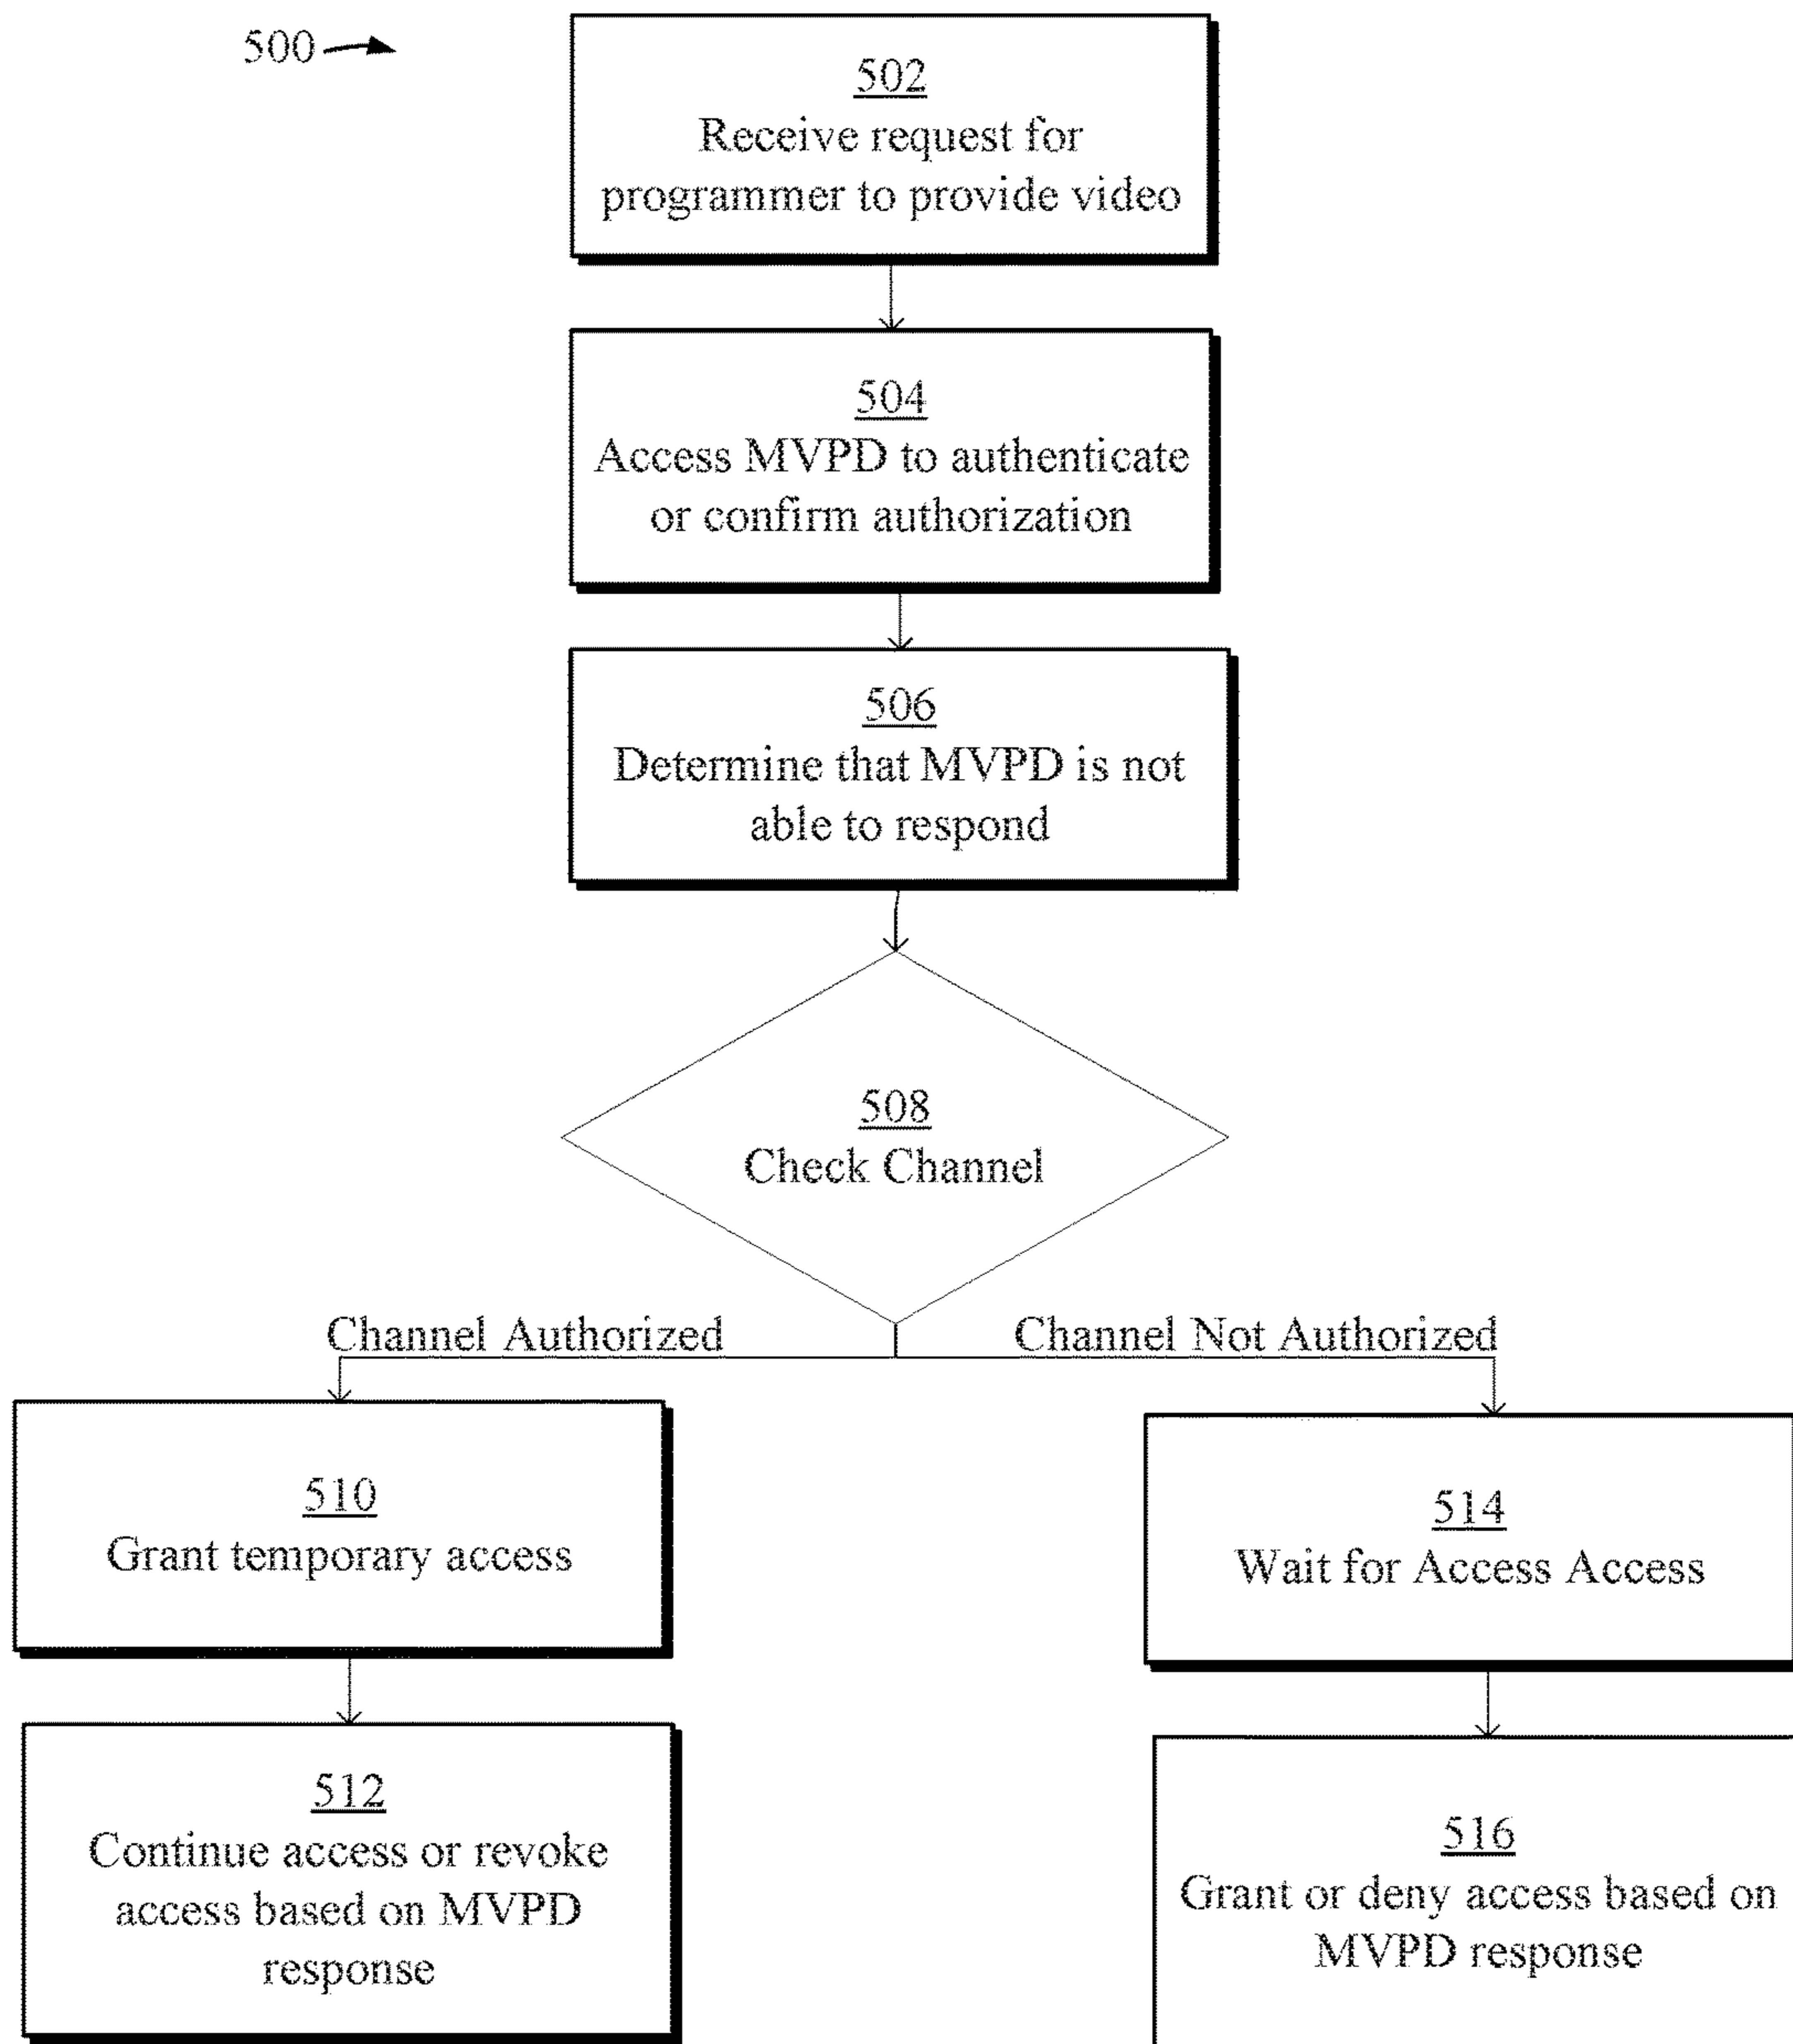 500
502
Receive request for
programmer to provide video
504
Access MVPD to authenticate
or confirm authorization
506
Determine that MVPD is not
able to respond
508
Check Channel
Channel Authorized
Channel Not Authorized
510
Grant temporary access
514
Wait for Access Access
512
Continue access or revoke
access based on MVPD
response
516
Grant or deny access based on
MVPD response